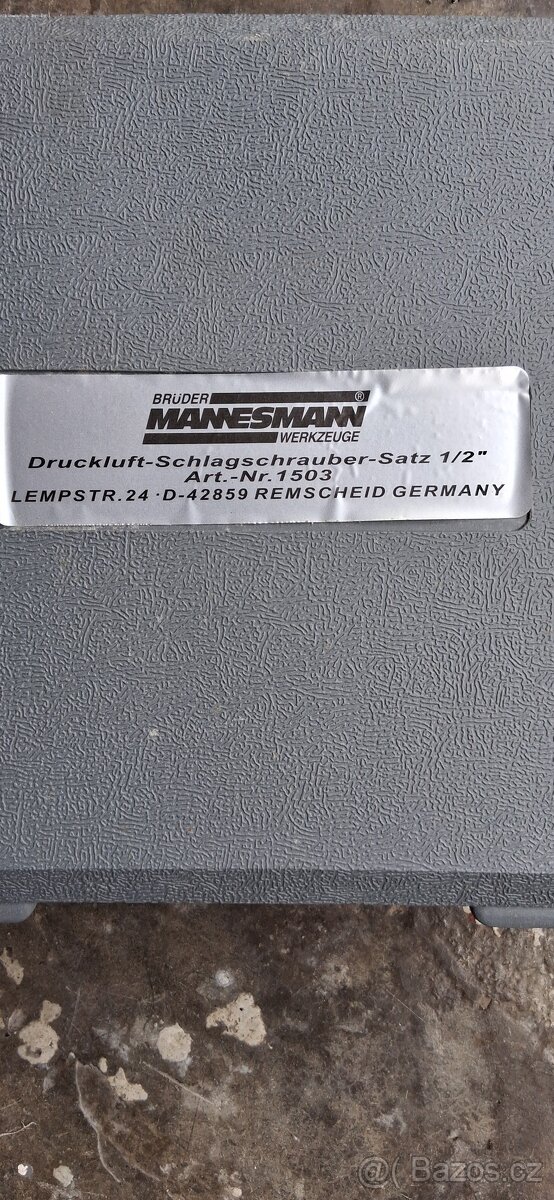 BRÜDER ®
MANNESMANN
WERKZEUGE
Druckluft-Schlagschrauber-Satz 1/2"
Art.-Nr.1503
LEMPSTR.24 · D-42859 REMSCHEID GERMANY
Bazos.cz